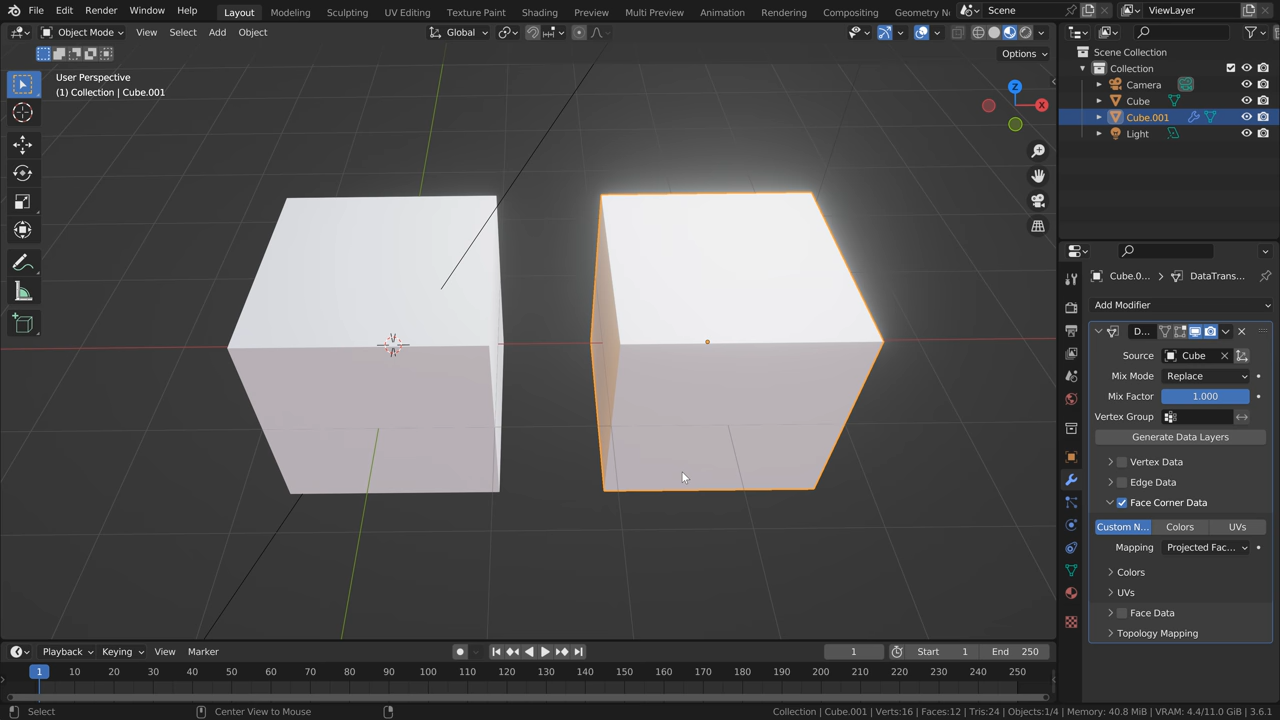 File Edit Render Window Help Layout Modeling Sculpting UV Editing Texture Paint Shading Preview Multi Preview Animation Rendering Compositing Geometry N Scene ViewLayer
Object Mode View Select Add Object Global
Options
User Perspective
(1) Collection | Cube.001
Z
X
Scene Collection
Collection
Camera
Cube
Cube.001
Light
Cube.0... DataTrans...
Add Modifier
D...
Source Cube
Mix Mode Replace
Mix Factor 1.000
Vertex Group
Generate Data Layers
Vertex Data
Edge Data
Face Corner Data
Custom N... Colors UVs
Mapping Projected Fac...
Colors
UVs
Face Data
Topology Mapping
Playback Keying View Marker 1 Start 1 End 250
1 10 20 30 40 50 60 70 80 90 100 110 120 130 140 150 160 170 180 190 200 210 220 230 240 250
Select Center View to Mouse Collection | Cube.001 | Verts:16 | Faces:12 | Tris:24 | Objects:1/4 | Memory: 40.8 MiB | VRAM: 4.4/11.0 GiB | 3.6.1